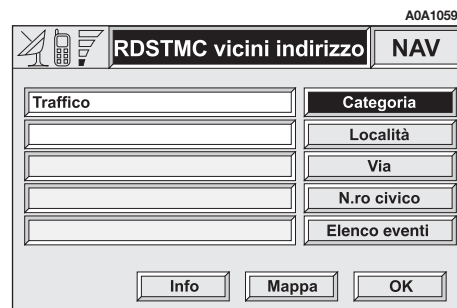 A0A1059
RDSTMC vicini indirizzo NAV
Traffico Categoria
Località
Via
N.ro civico
Elenco eventi
Info Mappa OK